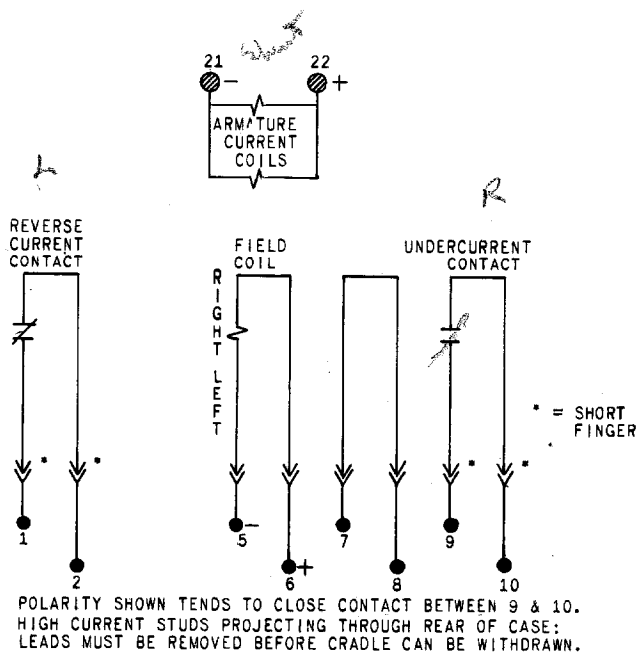 Shunt
21 22
- +
ARMATURE
CURRENT
COILS
L
R
REVERSE
CURRENT
CONTACT
FIELD
COIL
UNDERCURRENT
CONTACT
RIGHT LEFT
* = SHORT
FINGER
* * * *
- +
1 2 5 6 7 8 9 10
POLARITY SHOWN TENDS TO CLOSE CONTACT BETWEEN 9 & 10.
HIGH CURRENT STUDS PROJECTING THROUGH REAR OF CASE:
LEADS MUST BE REMOVED BEFORE CRADLE CAN BE WITHDRAWN.